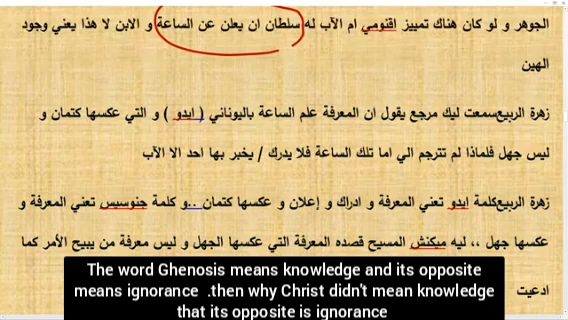 الجوهر و لو كان هناك تمييز اقنومي ام الآب له سلطان ان يعلن عن الساعة و الابن لا هذا يعني وجود
الهين
زهرة الربيعسمعت ليك مرجع يقول ان المعرفة علم الساعة باليوناني ( ايدو ) و التي عكسها كتمان و
ليس جهل فلماذا لم تترجم الي اما تلك الساعة فلا يدرك / يخبر بها احد الا الآب
زهرة الربيعكلمة ايدو تعني المعرفة و ادراك و إعلان و عكسها كتمان ..و كلمة جنوسيس تعني المعرفة و
عكسها جهل ،، ليه ميكنش المسيح قصده المعرفة التي عكسها الجهل و ليس معرفة من يبيح الأمر كما
ادعيت
The word Ghenosis means knowledge and its opposite
means ignorance .then why Christ didn't mean knowledge
that its opposite is ignorance